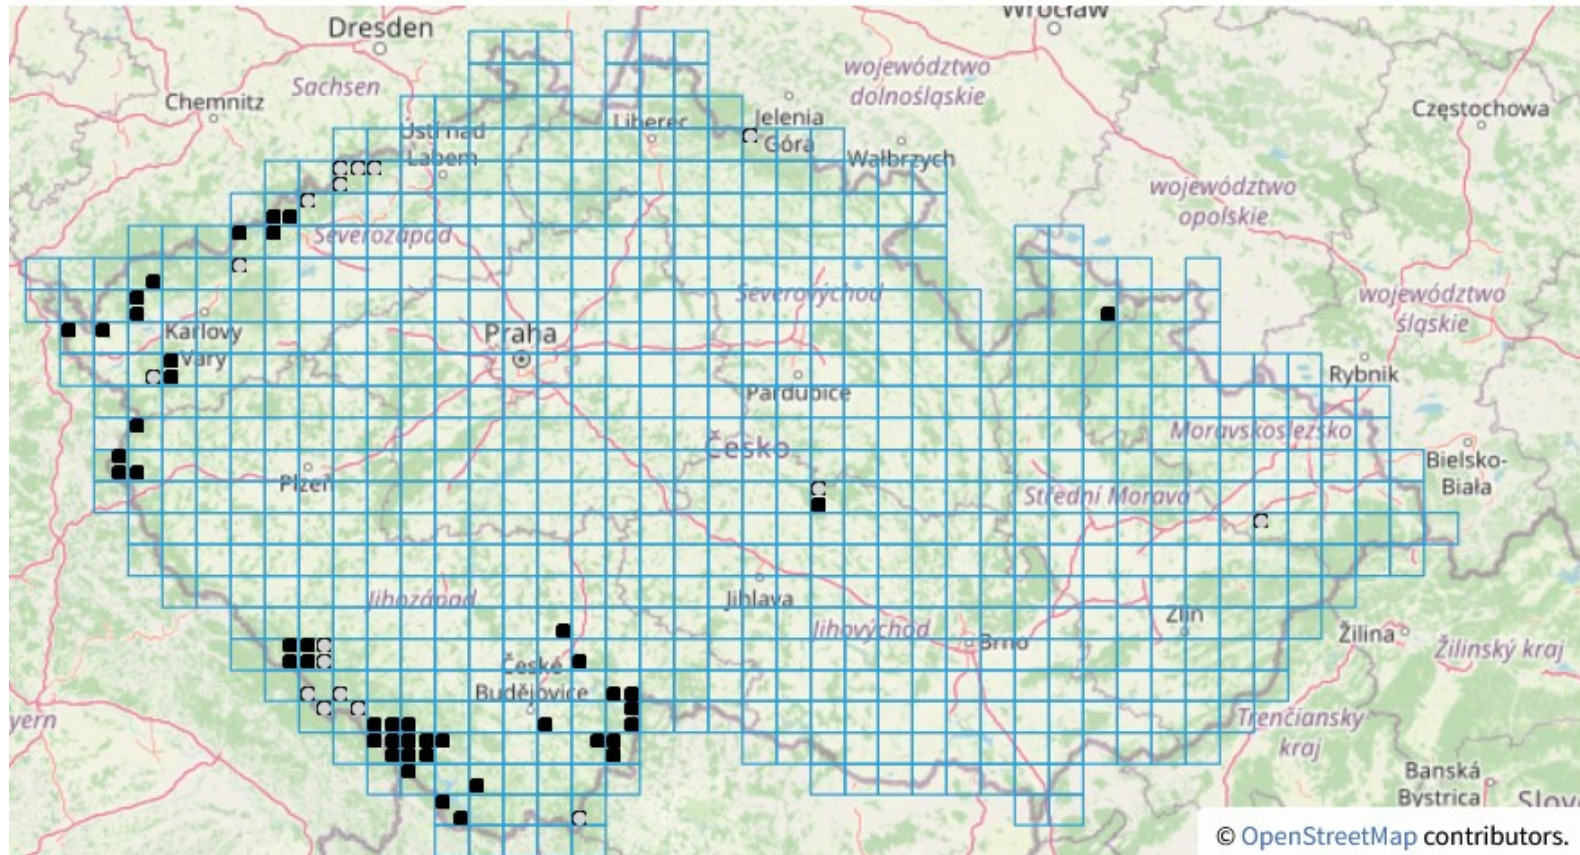 Wrocław
Dresden
województwo
dolnośląskie
Sachsen
Chemnitz
Częstochowa
Jelenia
Góra
Liberec
Ústí nad
Labem
Wałbrzych
województwo
opolskie
Severozápad
Severovýchod
województwo
śląskie
Karlovy
Vary
Praha
Rybnik
Pardubice
Moravskoslezsko
Česko
Bielsko-
Biała
Plzeň
Střední Morava
Jihozápad
Jihlava
Zlín
Jihovýchod
Brno
Žilina
Žilinský kraj
České
Budějovice
yern
Trenčiansky
kraj
Banská
Bystrica
Slov
© OpenStreetMap contributors.